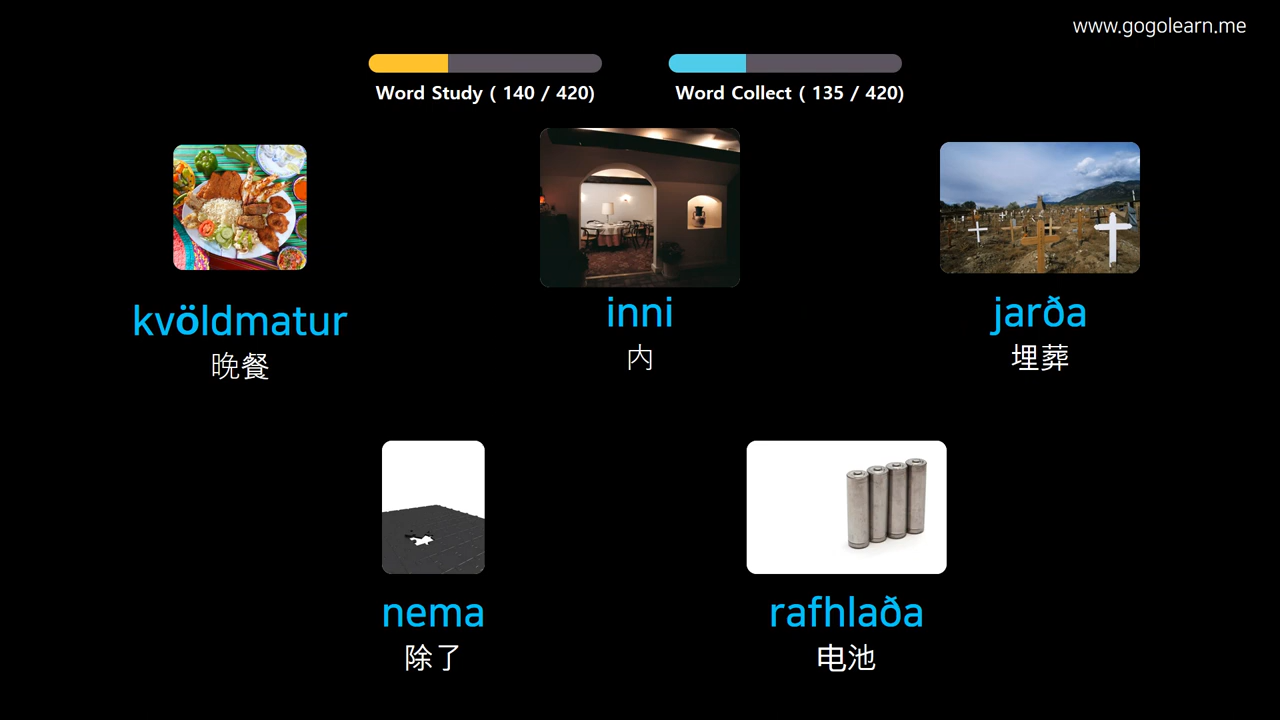 www.gogolearn.me
Word Study ( 140 / 420)
Word Collect ( 135 / 420)
kvöldmatur
晚餐
inni
内
jarða
埋葬
nema
除了
rafhlaða
电池